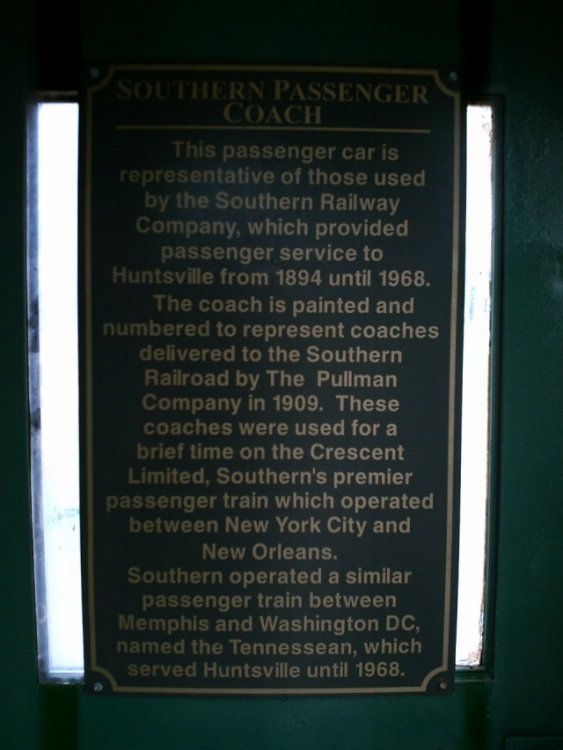 SOUTHERN PASSENGER
COACH
This passenger car is
representative of those used
by the Southern Railway
Company, which provided
passenger service to
Huntsville from 1894 until 1968.
The coach is painted and
numbered to represent coaches
delivered to the Southern
Railroad by The Pullman
Company in 1909. These
coaches were used for a
brief time on the Crescent
Limited, Southern's premier
passenger train which operated
between New York City and
New Orleans.
Southern operated a similar
passenger train between
Memphis and Washington DC,
named the Tennessean, which
served Huntsville until 1968.